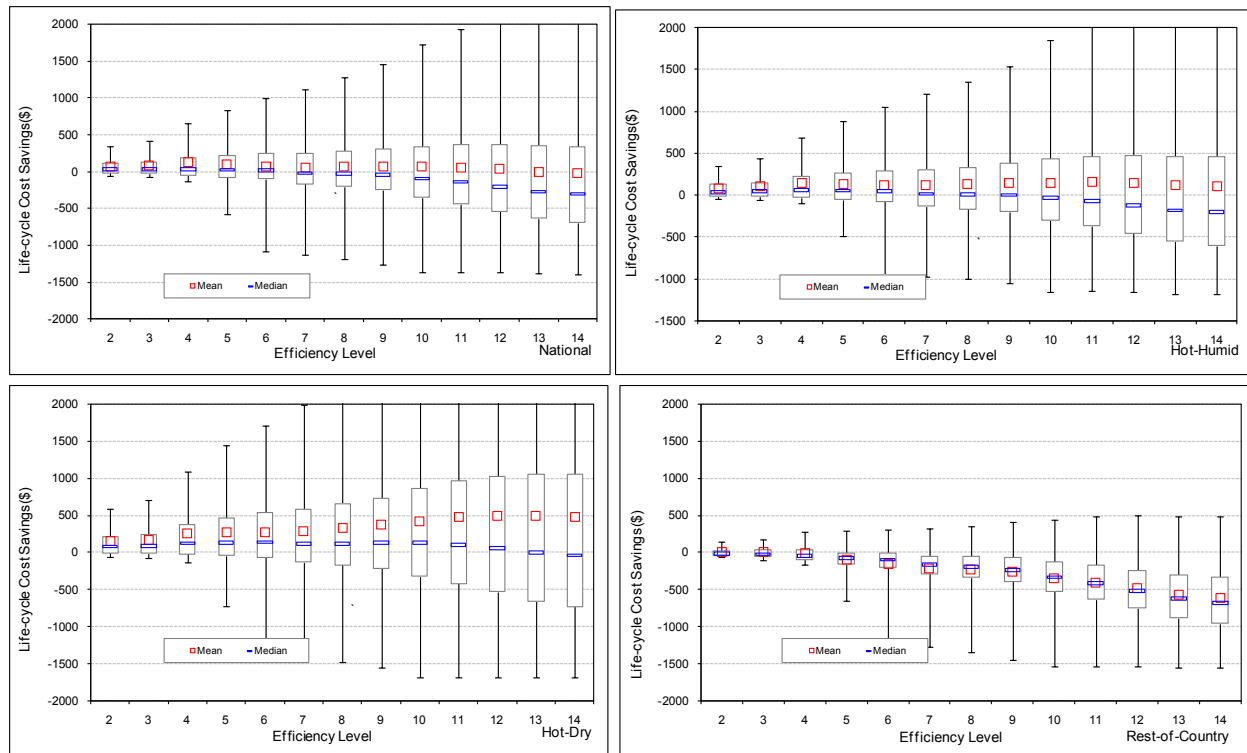 2000
1500
1000
500
0
-500
-1000
-1500
-2000
Life-cycle Cost Savings($)
Mean Median
2 3 4 5 6 7 8 9 10 11 12 13 14
Efficiency Level
National
2000
1500
1000
500
0
-500
-1000
-1500
Life-cycle Cost Savings($)
Mean Median
2 3 4 5 6 7 8 9 10 11 12 13 14
Efficiency Level
Hot-Humid
2000
1500
1000
500
0
-500
-1000
-1500
-2000
Life-cycle Cost Savings($)
Mean Median
2 3 4 5 6 7 8 9 10 11 12 13 14
Efficiency Level
Hot-Dry
2000
1500
1000
500
0
-500
-1000
-1500
-2000
Life-cycle Cost Savings($)
Mean Median
2 3 4 5 6 7 8 9 10 11 12 13 14
Efficiency Level
Rest-of-Country